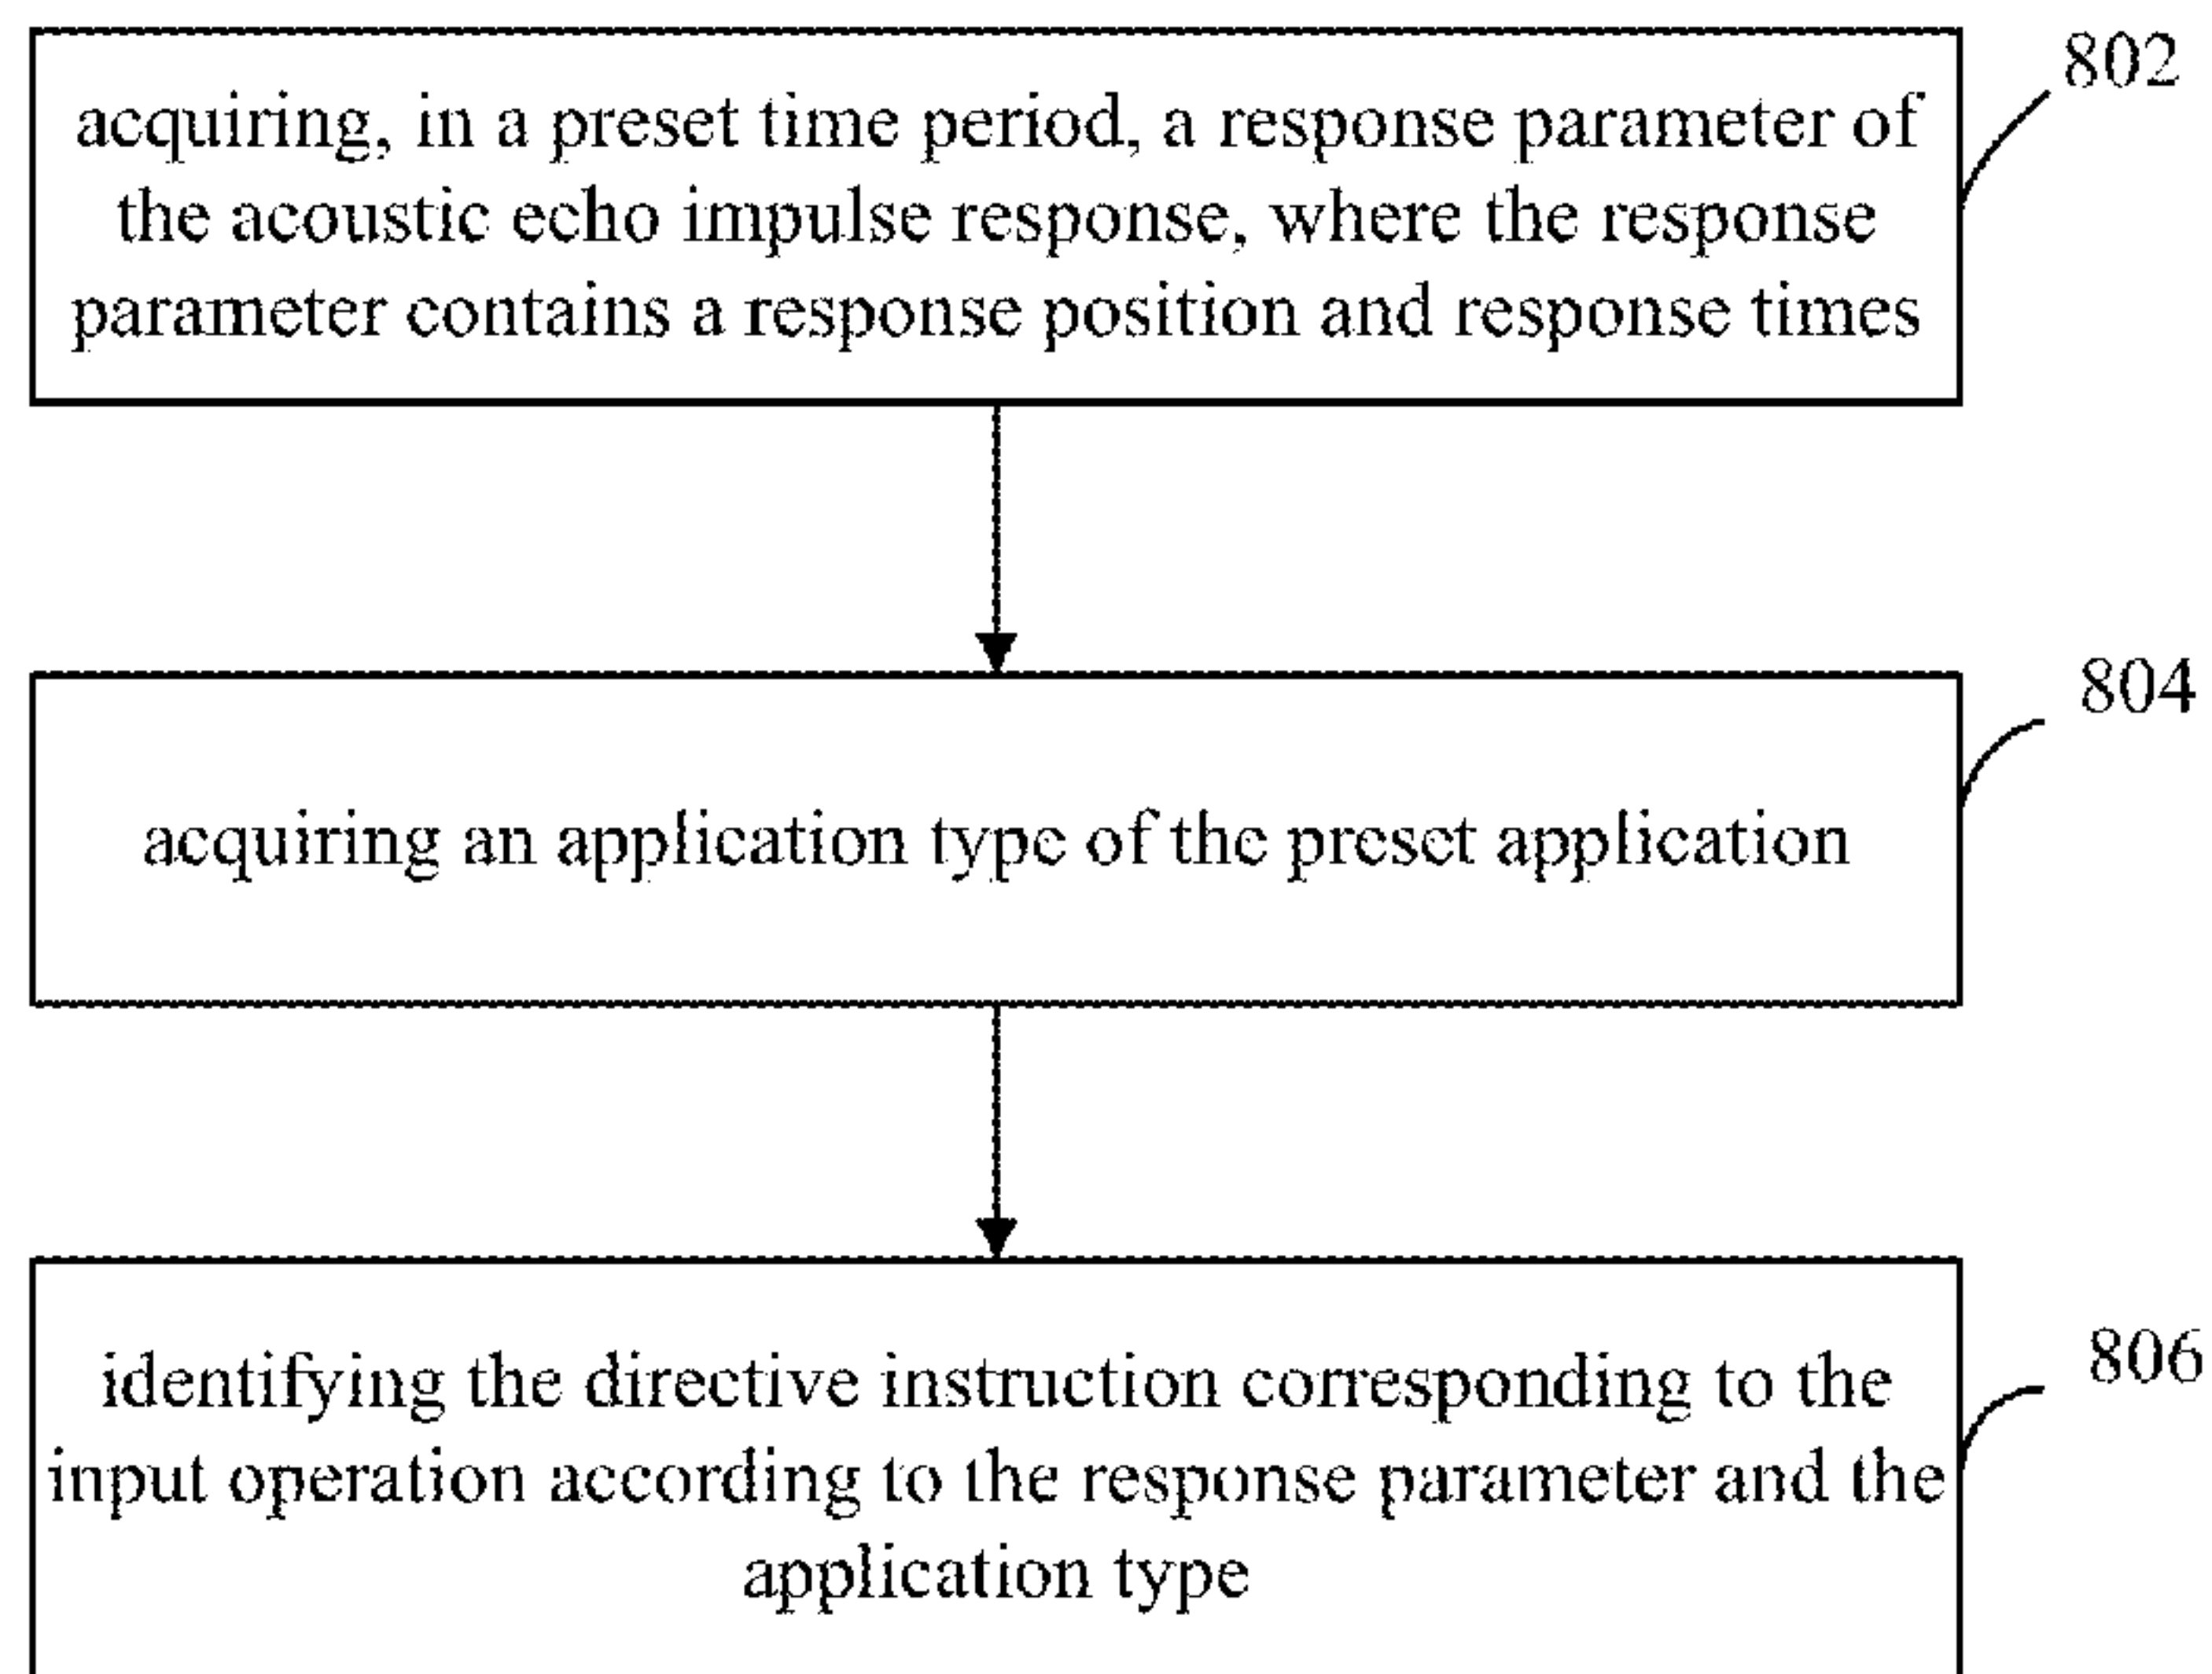 802
acquiring, in a preset time period, a response parameter of
the acoustic echo impulse response, where the response
parameter contains a response position and response times
804
acquiring an application type of the preset application
806
identifying the directive instruction corresponding to the
input operation according to the response parameter and the
application type